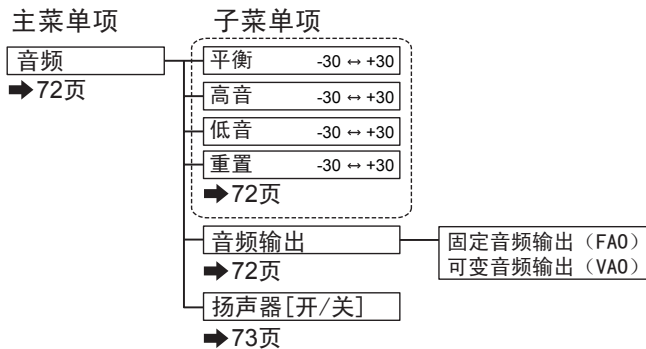 主菜单项 子菜单项
音频
➡72页
平衡 -30 ↔ +30
高音 -30 ↔ +30
低音 -30 ↔ +30
重置 -30 ↔ +30
➡72页
音频输出
➡72页
固定音频输出（FAO）
可变音频输出（VAO）
扬声器[开/关]
➡73页